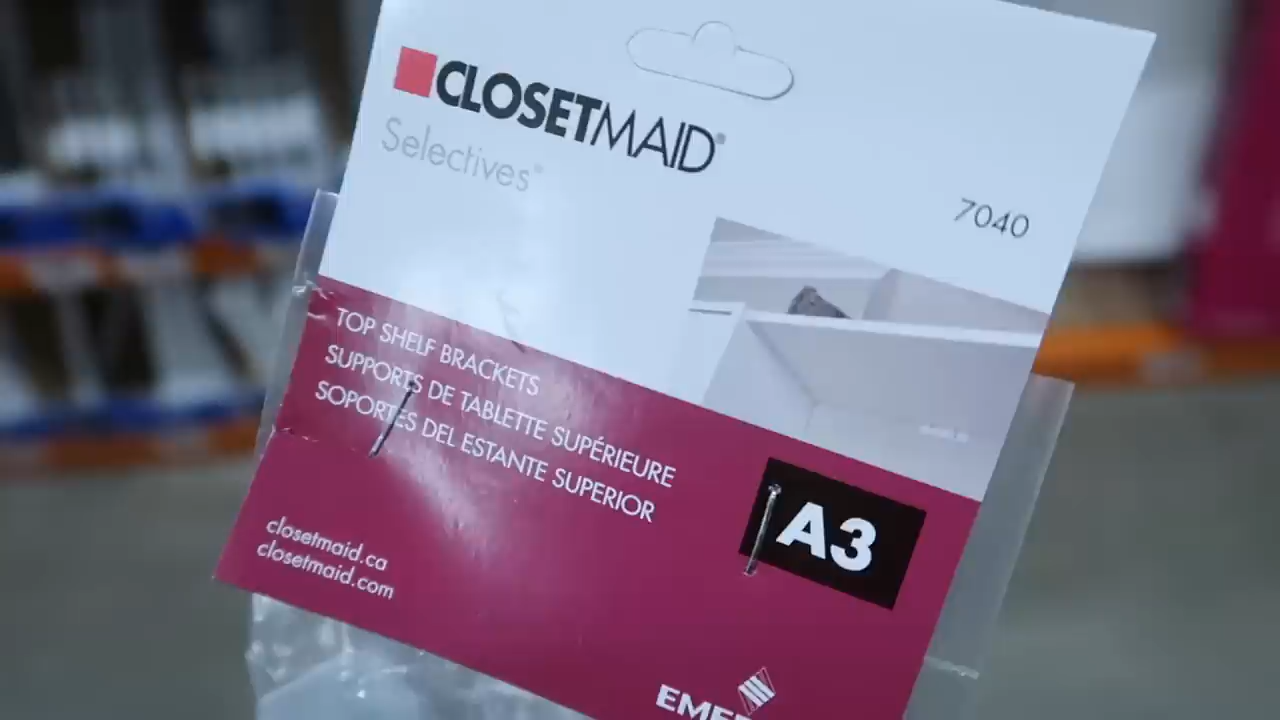 CLOSETMAID®
Selectives®
7040
TOP SHELF BRACKETS
SUPPORTS DE TABLETTE SUPÉRIEURE
SOPORTES DEL ESTANTE SUPERIOR
A3
closetmaid.ca
closetmaid.com